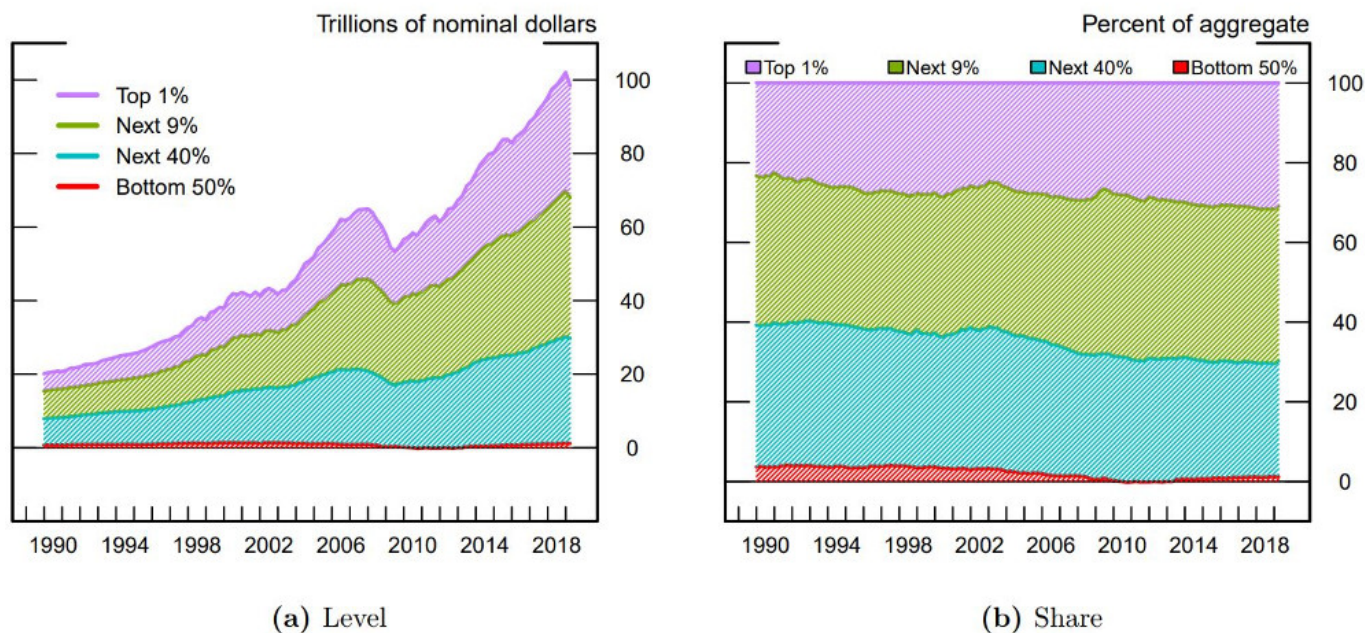 Trillions of nominal dollars
Top 1%
Next 9%
Next 40%
Bottom 50%
100
80
60
40
20
0
1990 1994 1998 2002 2006 2010 2014 2018
(a) Level
Percent of aggregate
Top 1% Next 9% Next 40% Bottom 50%
100
80
60
40
20
0
1990 1994 1998 2002 2006 2010 2014 2018
(b) Share